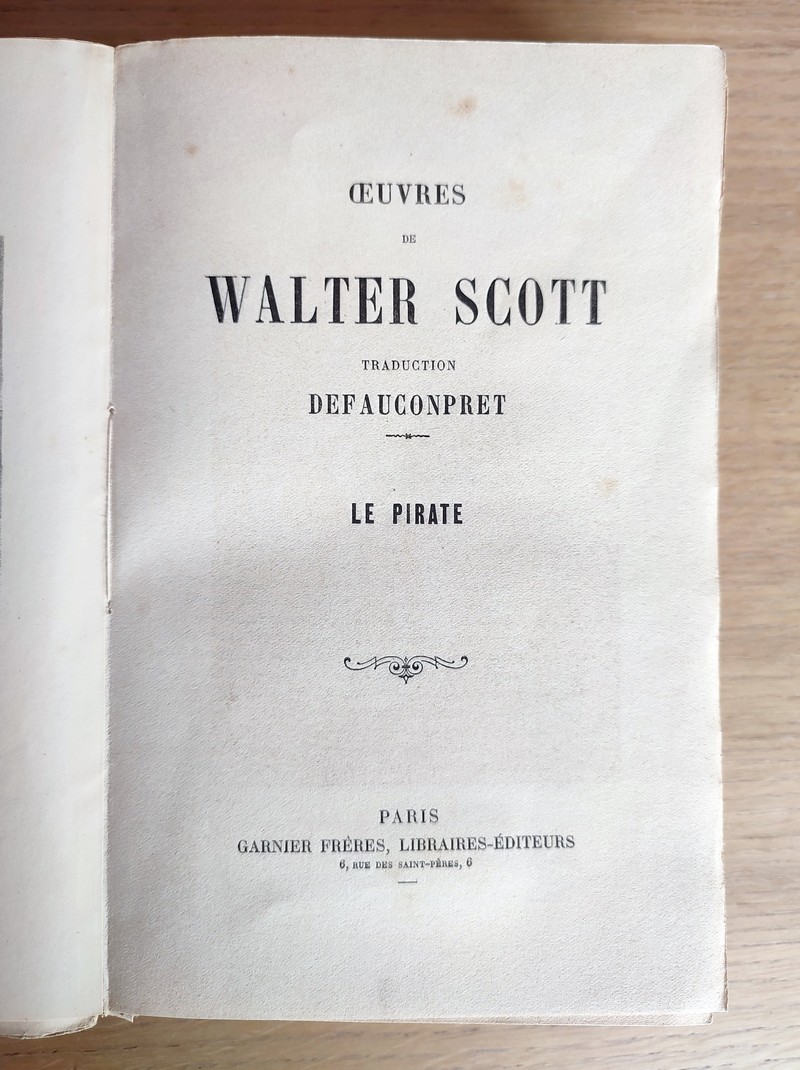 ŒUVRES
DE
WALTER SCOTT
TRADUCTION
DEFAUCONPRET
LE PIRATE
PARIS
GARNIER FRÈRES, LIBRAIRES-ÉDITEURS
6, RUE DES SAINT-PÈRES, 6